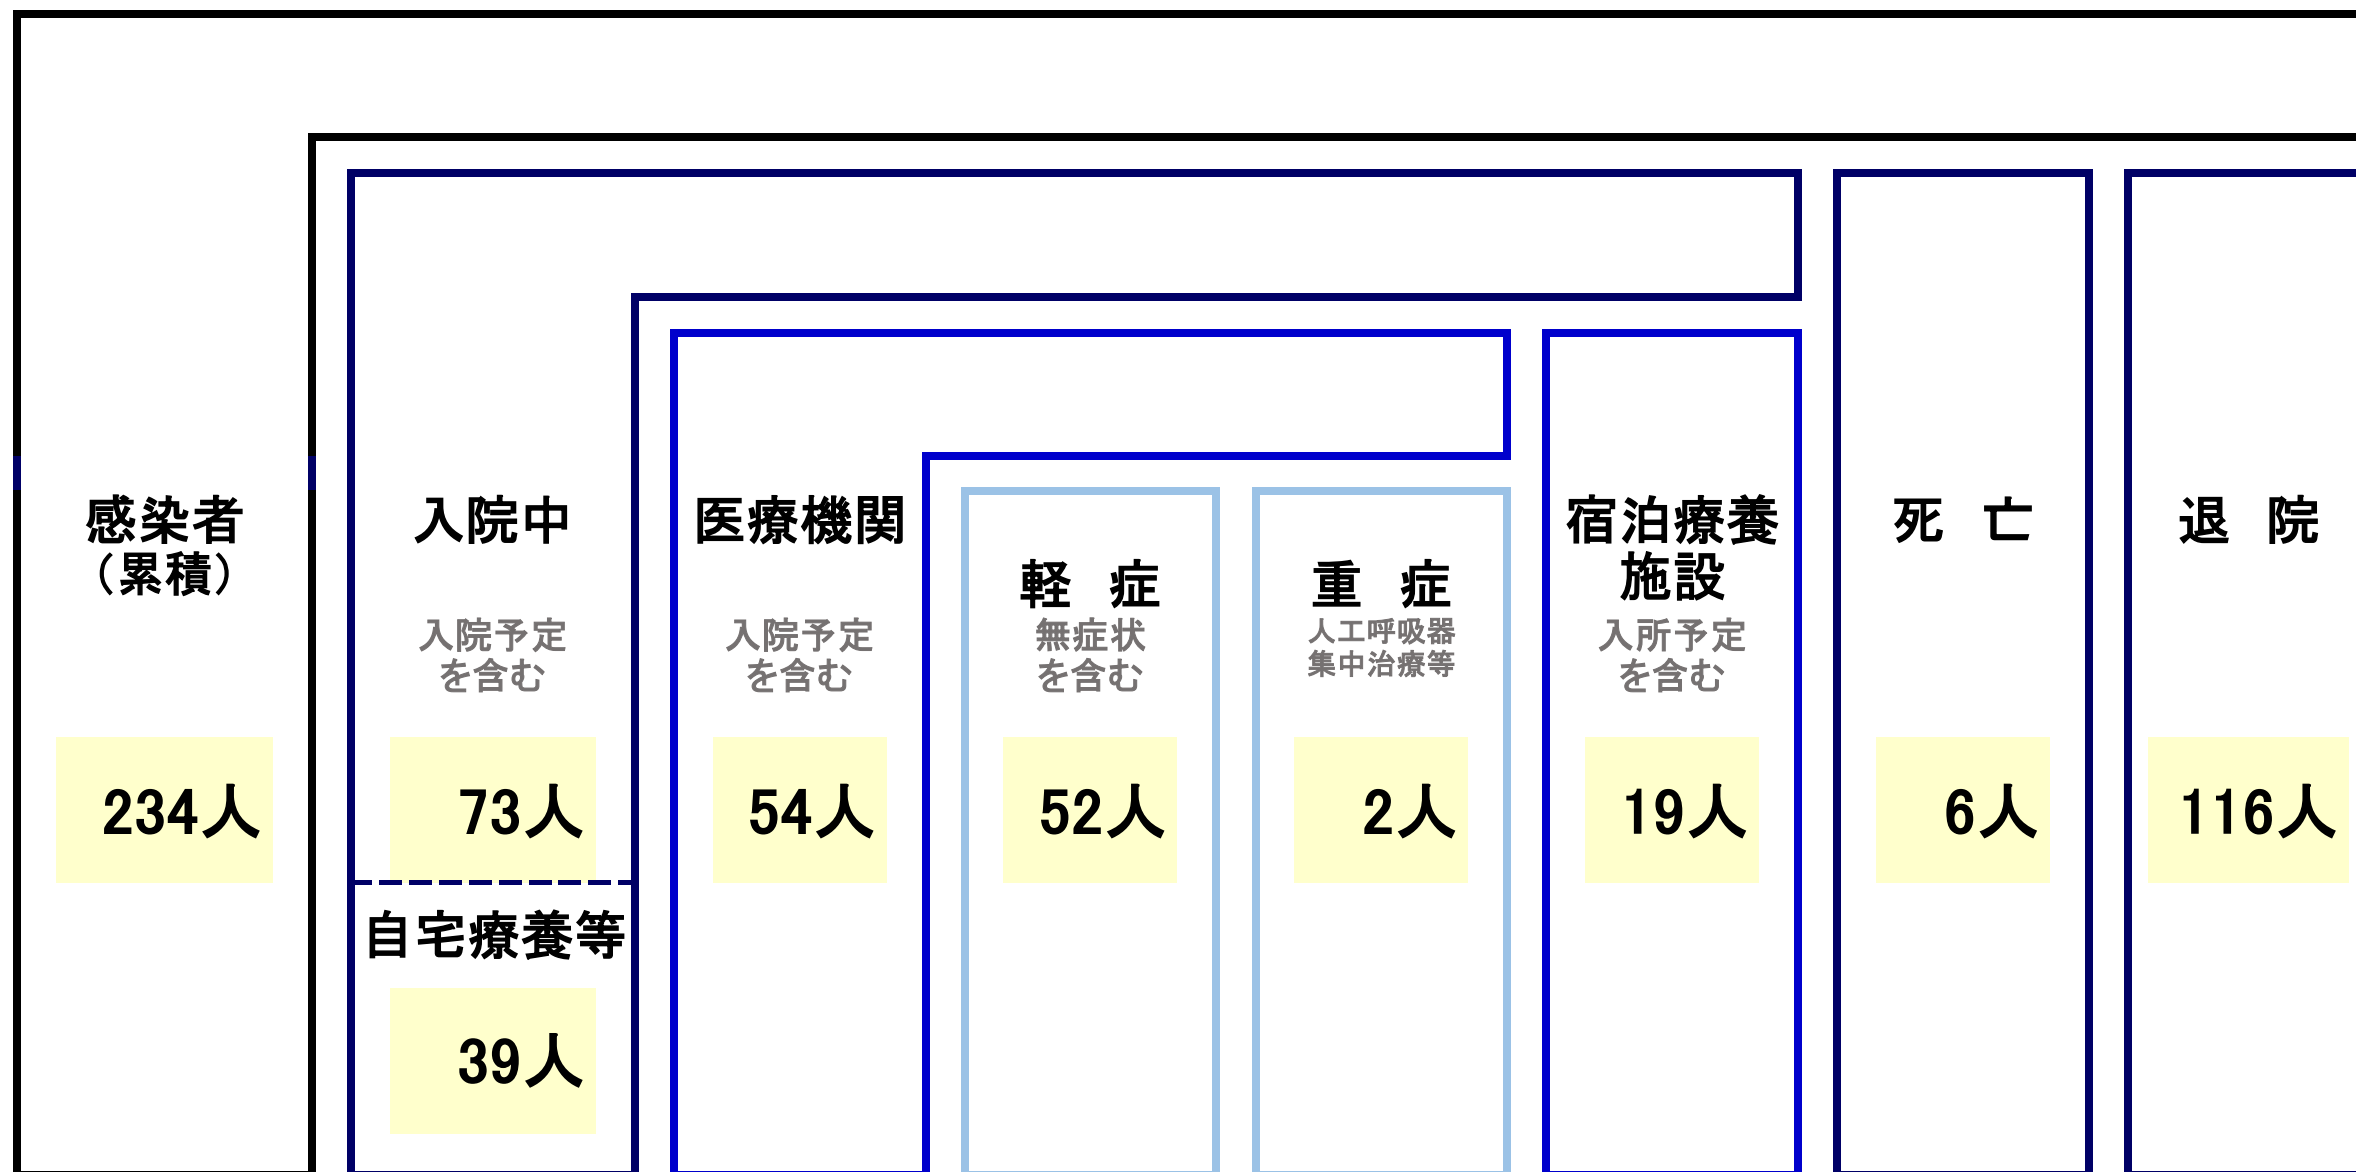 感染者
（累積）
234人
入院中
入院予定
を含む
73人
自宅療養等
39人
医療機関
入院予定
を含む
54人
軽 症
無症状
を含む
52人
重 症
人工呼吸器
集中治療等
2人
宿泊療養
施設
入所予定
を含む
19人
死 亡
6人
退 院
116人